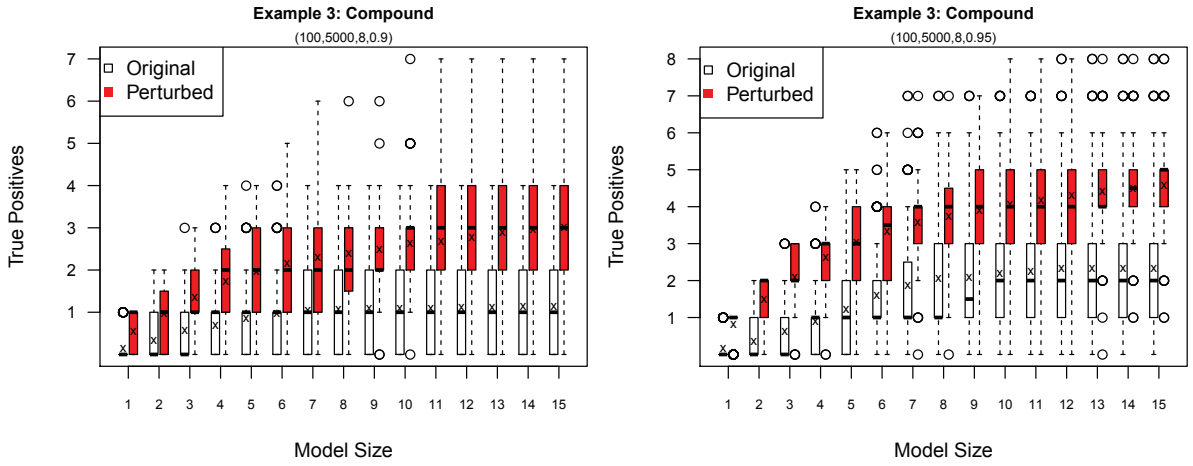 Example 3: Compound
(100,5000,8,0.9)
Original
Perturbed
7
6
5
4
3
2
1
True Positives
1 2 3 4 5 6 7 8 9 10 11 12 13 14 15
Model Size
Example 3: Compound
(100,5000,8,0.95)
Original
Perturbed
8
7
6
5
4
3
2
1
True Positives
1 2 3 4 5 6 7 8 9 10 11 12 13 14 15
Model Size